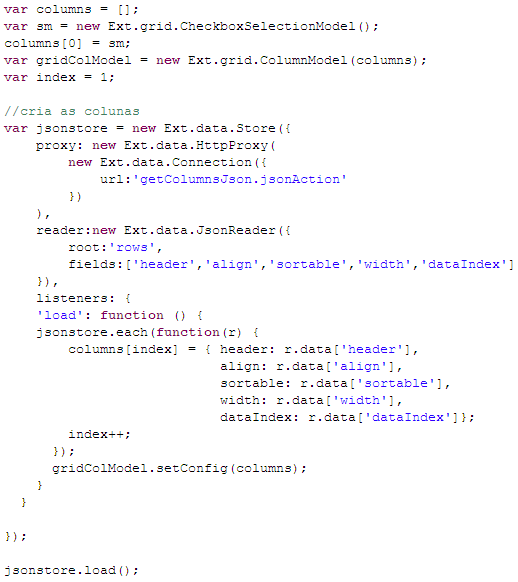 var columns = [];
var sm = new Ext.grid.CheckboxSelectionModel();
columns[0] = sm;
var gridColModel = new Ext.grid.ColumnModel(columns);
var index = 1;

//cria as colunas
var jsonstore = new Ext.data.Store({
    proxy: new Ext.data.HttpProxy(
        new Ext.data.Connection({
            url:'getColumnsJson.jsonAction'
        })
    ),
    reader:new Ext.data.JsonReader({
        root:'rows',
        fields:['header','align','sortable','width','dataIndex']
    }),
    listeners: {
    'load': function () {
    jsonstore.each(function(r) {
        columns[index] = { header: r.data['header'],
                           align: r.data['align'],
                           sortable: r.data['sortable'],
                           width: r.data['width'],
                           dataIndex: r.data['dataIndex']};
        index++;
      });
      gridColModel.setConfig(columns);
    }
  }

});

jsonstore.load();